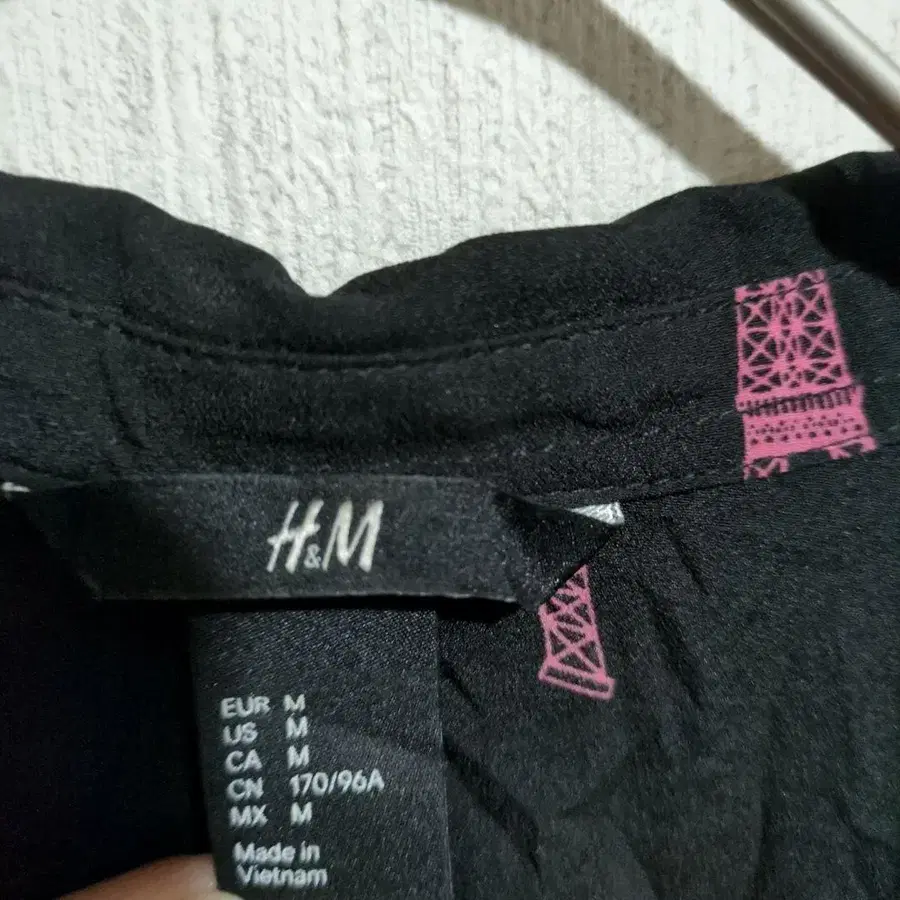 H&M
EUR M
US M
CA M
CN 170/96A
MX M
Made in
Vietnam